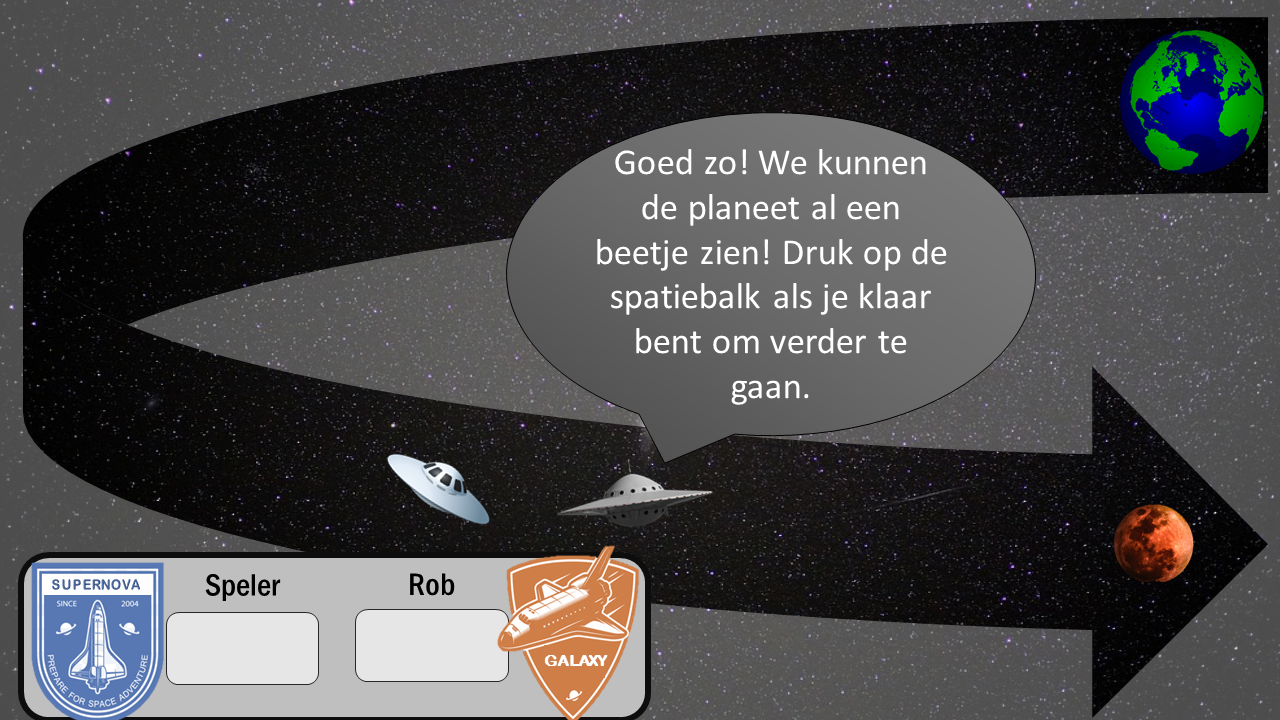 Goed zo! We kunnen
de planeet al een
beetje zien! Druk op de
spatiebalk als je klaar
bent om verder te
gaan.
SUPERNOVA
SINCE 2004
PREPARE FOR SPACE ADVENTURE
Speler
Rob
GALAXY